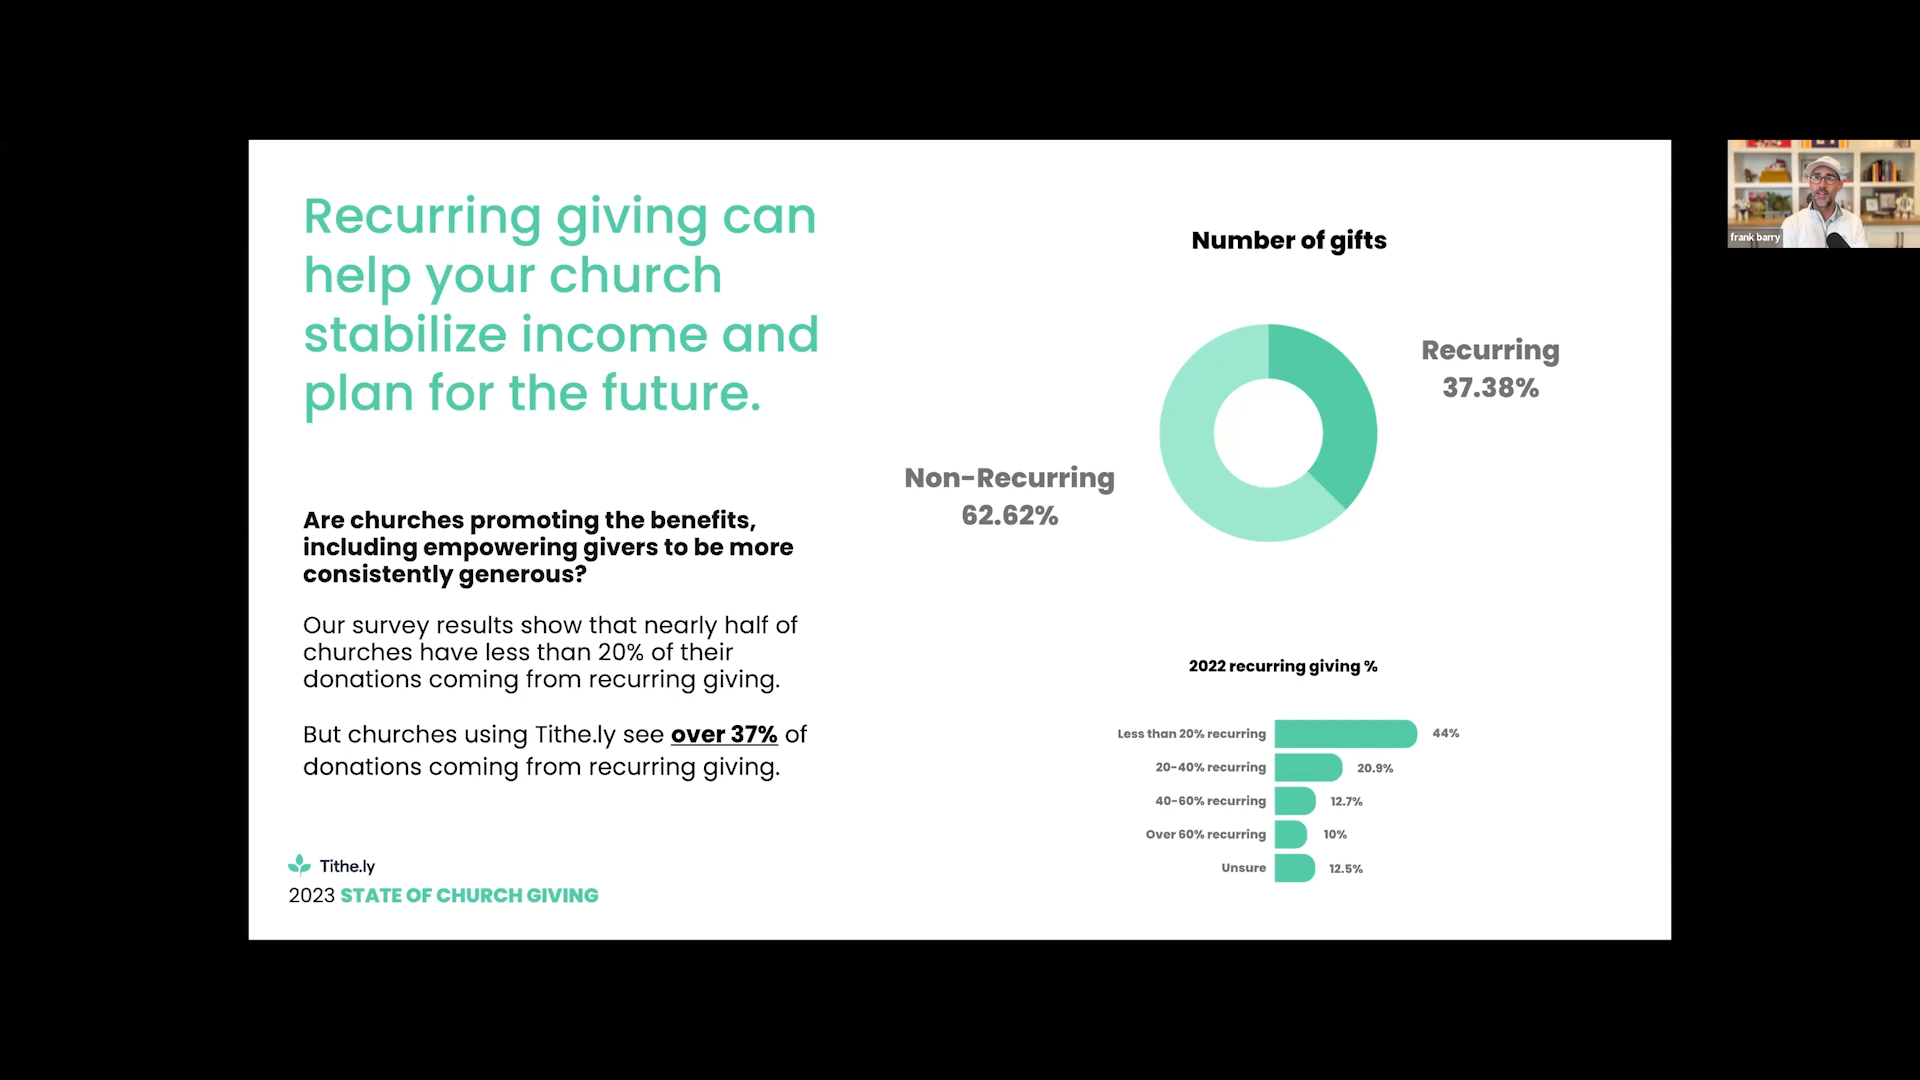 Recurring giving can
help your church
stabilize income and
plan for the future.
Are churches promoting the benefits,
including empowering givers to be more
consistently generous?
Our survey results show that nearly half of
churches have less than 20% of their
donations coming from recurring giving.
But churches using Tithe.ly see over 37% of
donations coming from recurring giving.
Tithe.ly
2023 STATE OF CHURCH GIVING
Number of gifts
Recurring
37.38%
Non-Recurring
62.62%
2022 recurring giving %
Less than 20% recurring 44%
20-40% recurring 20.9%
40-60% recurring 12.7%
Over 60% recurring 10%
Unsure 12.5%
frank barry